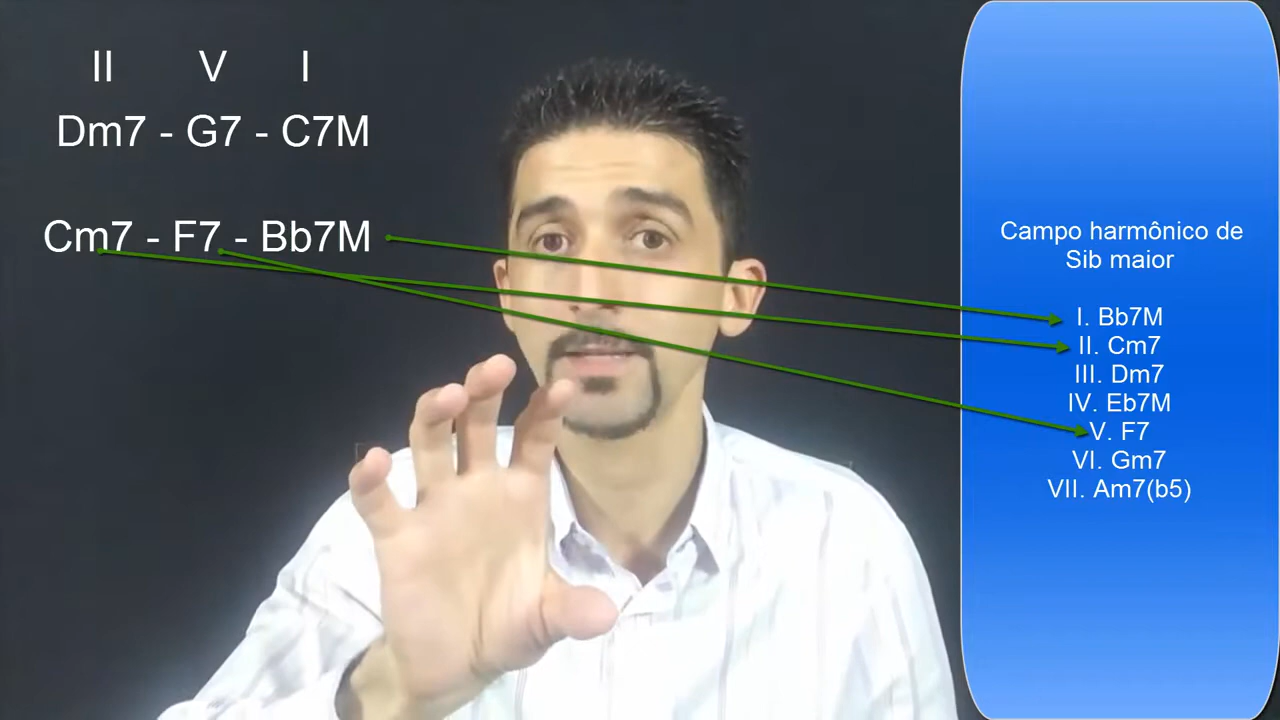 II V I
Dm7 - G7 - C7M
Cm7 - F7 - Bb7M
Campo harmônico de
Sib maior
I. Bb7M
II. Cm7
III. Dm7
IV. Eb7M
V. F7
VI. Gm7
VII. Am7(b5)